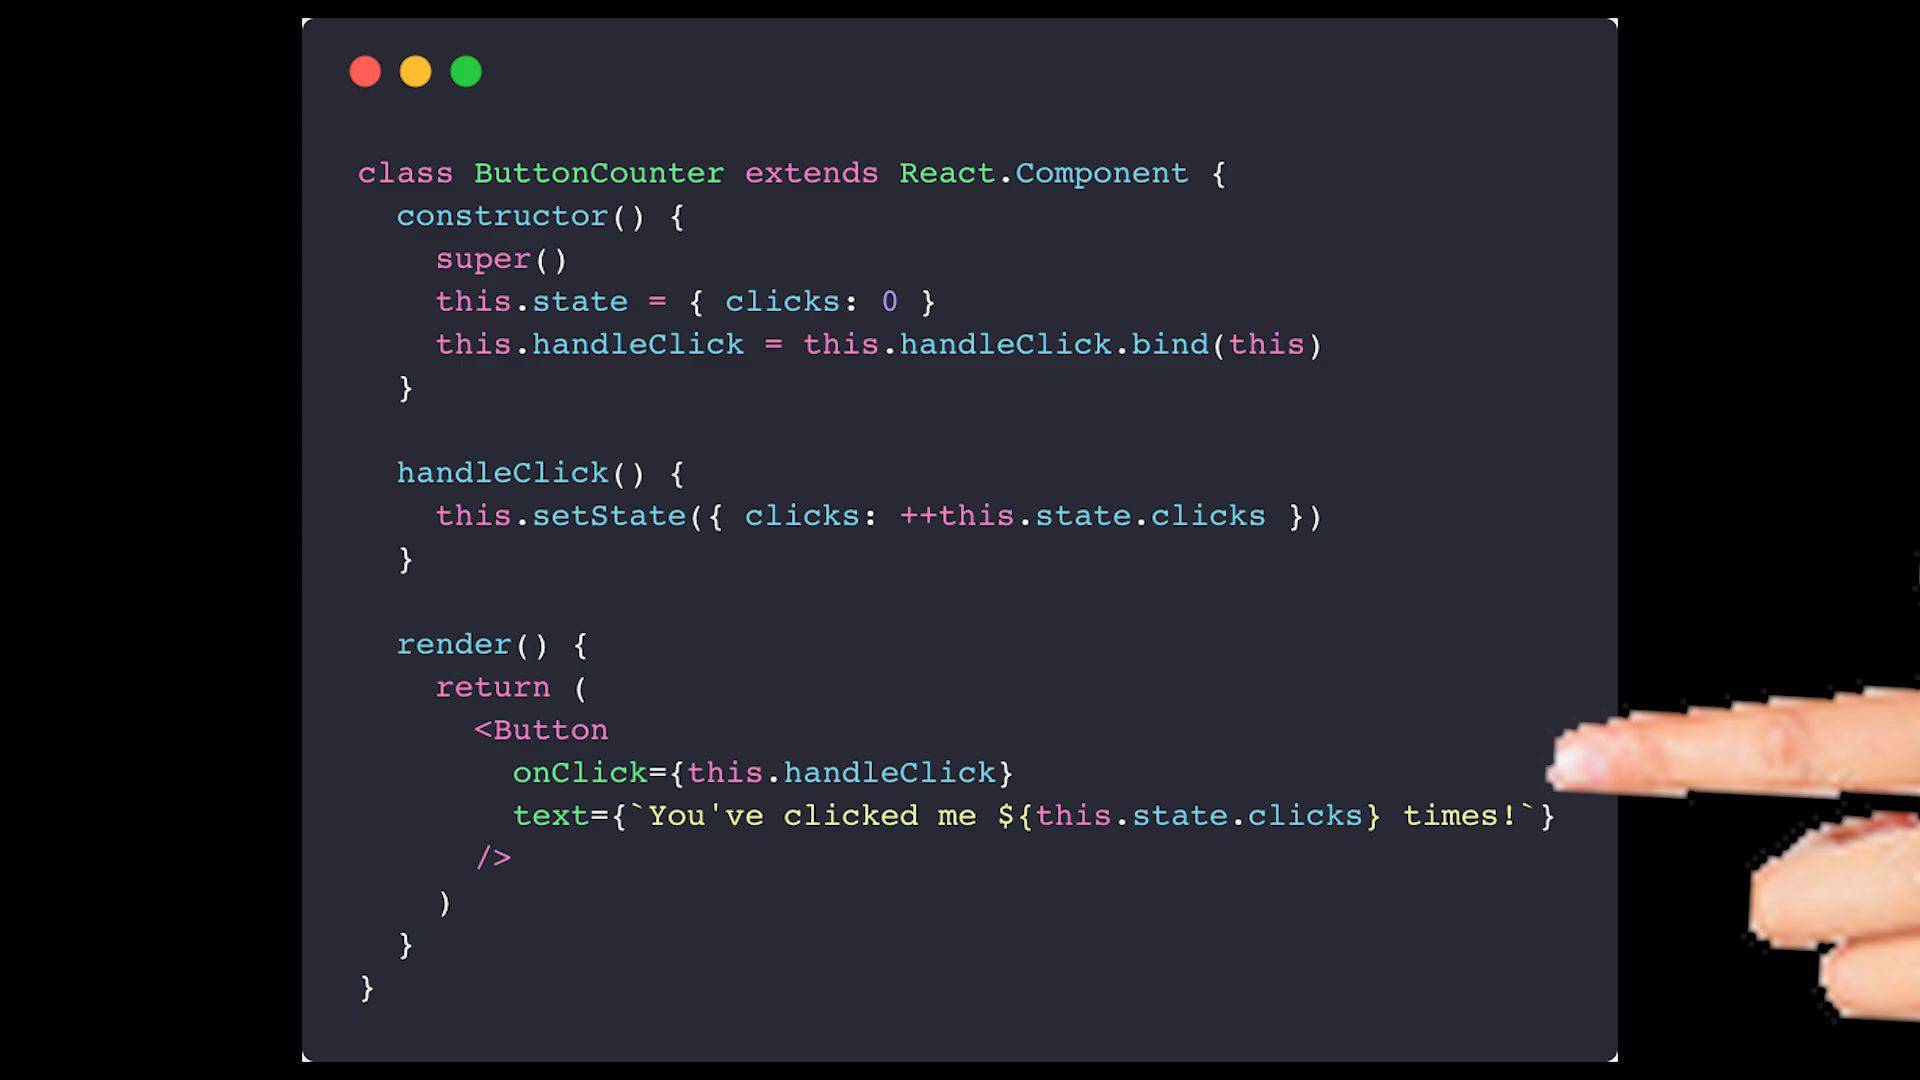 class ButtonCounter extends React.Component {
  constructor() {
    super()
    this.state = { clicks: 0 }
    this.handleClick = this.handleClick.bind(this)
  }

  handleClick() {
    this.setState({ clicks: ++this.state.clicks })
  }

  render() {
    return (
      <Button
        onClick={this.handleClick}
        text={`You've clicked me ${this.state.clicks} times!`}
      />
    )
  }
}